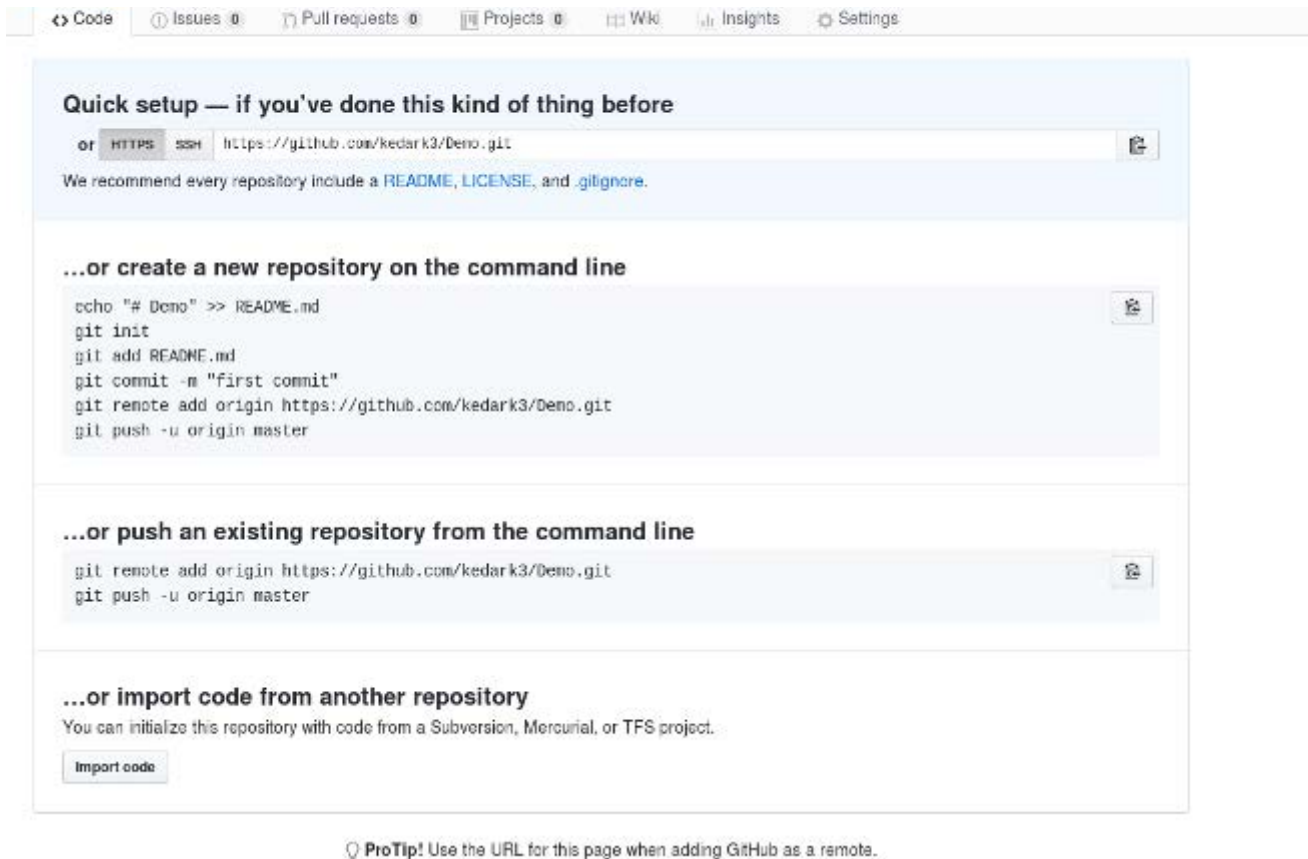 Code Issues 0 Pull requests 0 Projects 0 Wiki Insights Settings
Quick setup — if you've done this kind of thing before
or HTTPS SSH https://github.com/kedark3/Demo.git
We recommend every repository include a README, LICENSE, and .gitignore.
...or create a new repository on the command line
echo "# Demo" >> README.md
git init
git add README.md
git commit -m "first commit"
git remote add origin https://github.com/kedark3/Demo.git
git push -u origin master
...or push an existing repository from the command line
git remote add origin https://github.com/kedark3/Demo.git
git push -u origin master
...or import code from another repository
You can initialize this repository with code from a Subversion, Mercurial, or TFS project.
Import code
ProTip! Use the URL for this page when adding GitHub as a remote.